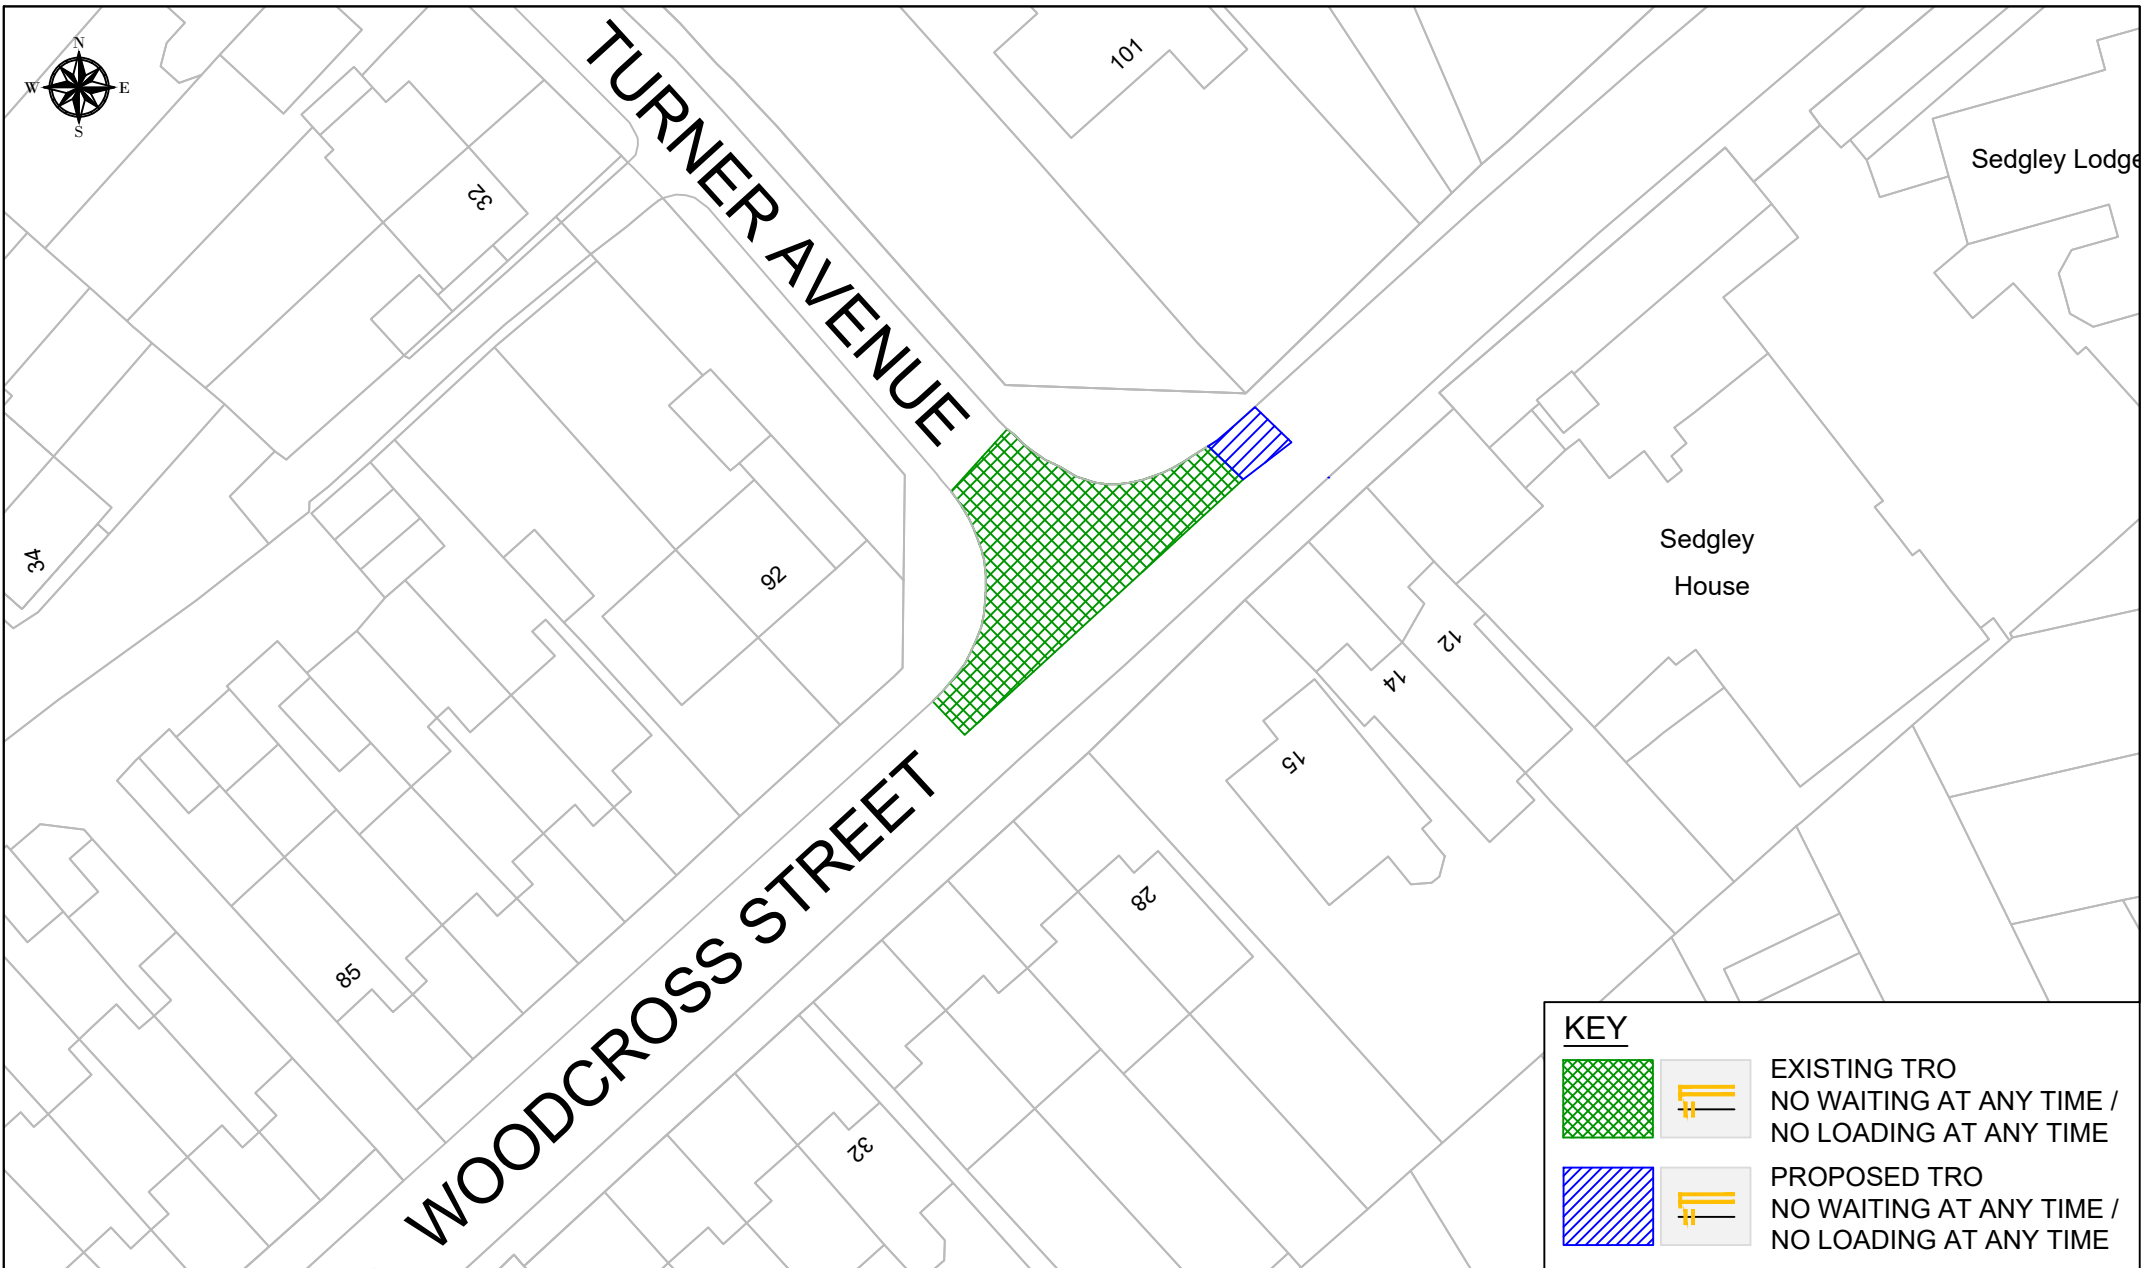 N
W E
S
TURNER AVENUE
101
32
Sedgley Lodge
34
92
Sedgley
House
12
14
15
WOODCROSS STREET
28
85
32
KEY
EXISTING TRO
NO WAITING AT ANY TIME /
NO LOADING AT ANY TIME
PROPOSED TRO
NO WAITING AT ANY TIME /
NO LOADING AT ANY TIME